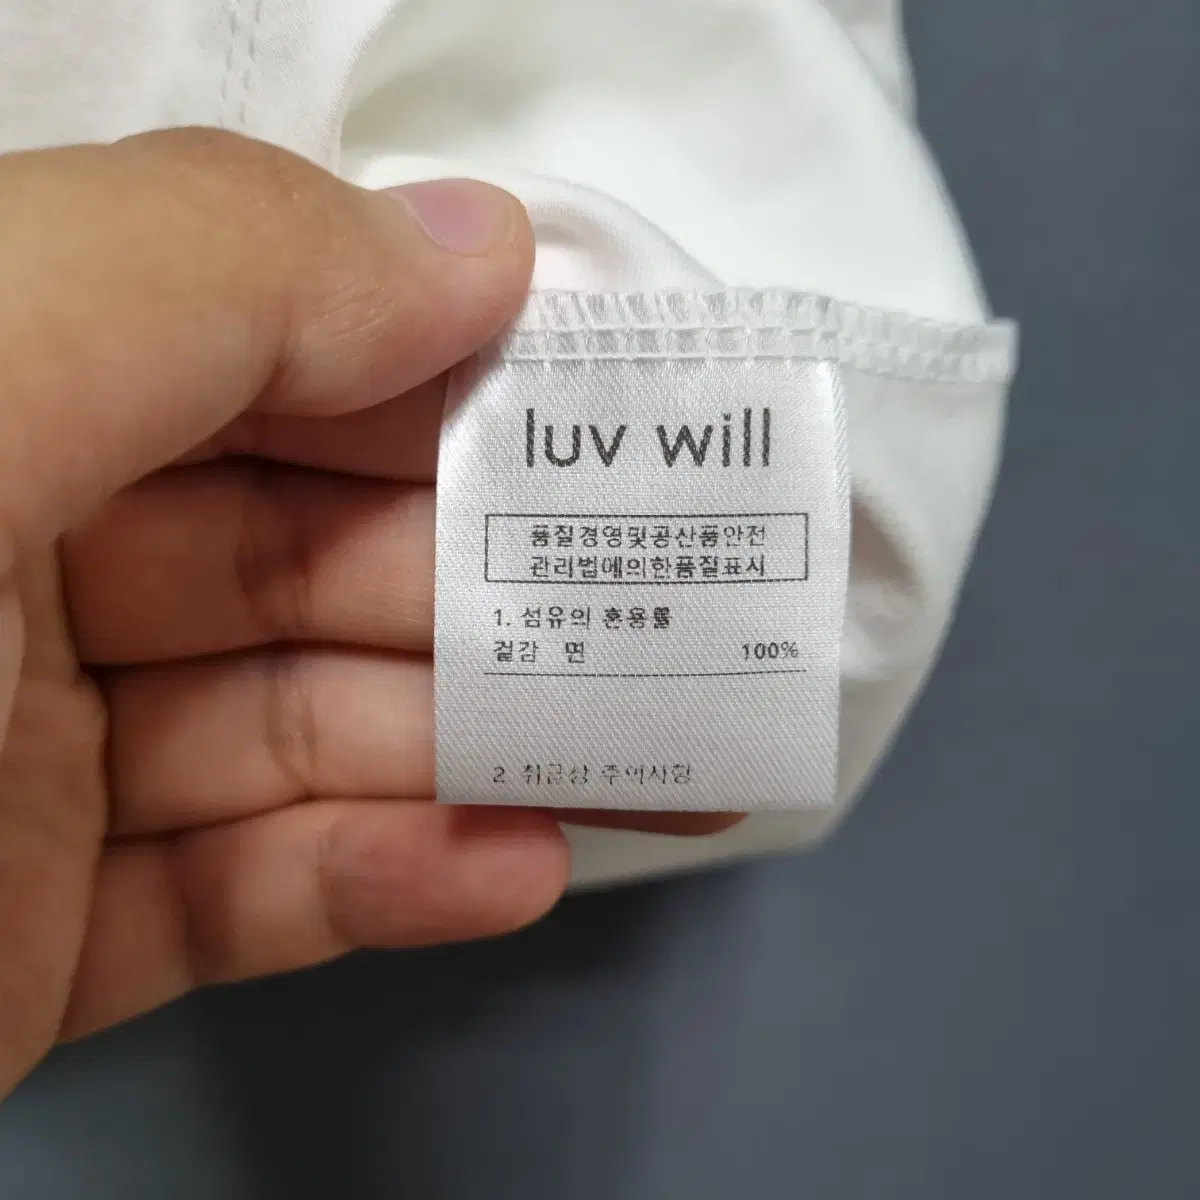 luv will
품질경영및공산품안전
관리법에의한품질표시
1. 섬유의 혼용률
겉감 면 100%
2. 취급상 주의사항